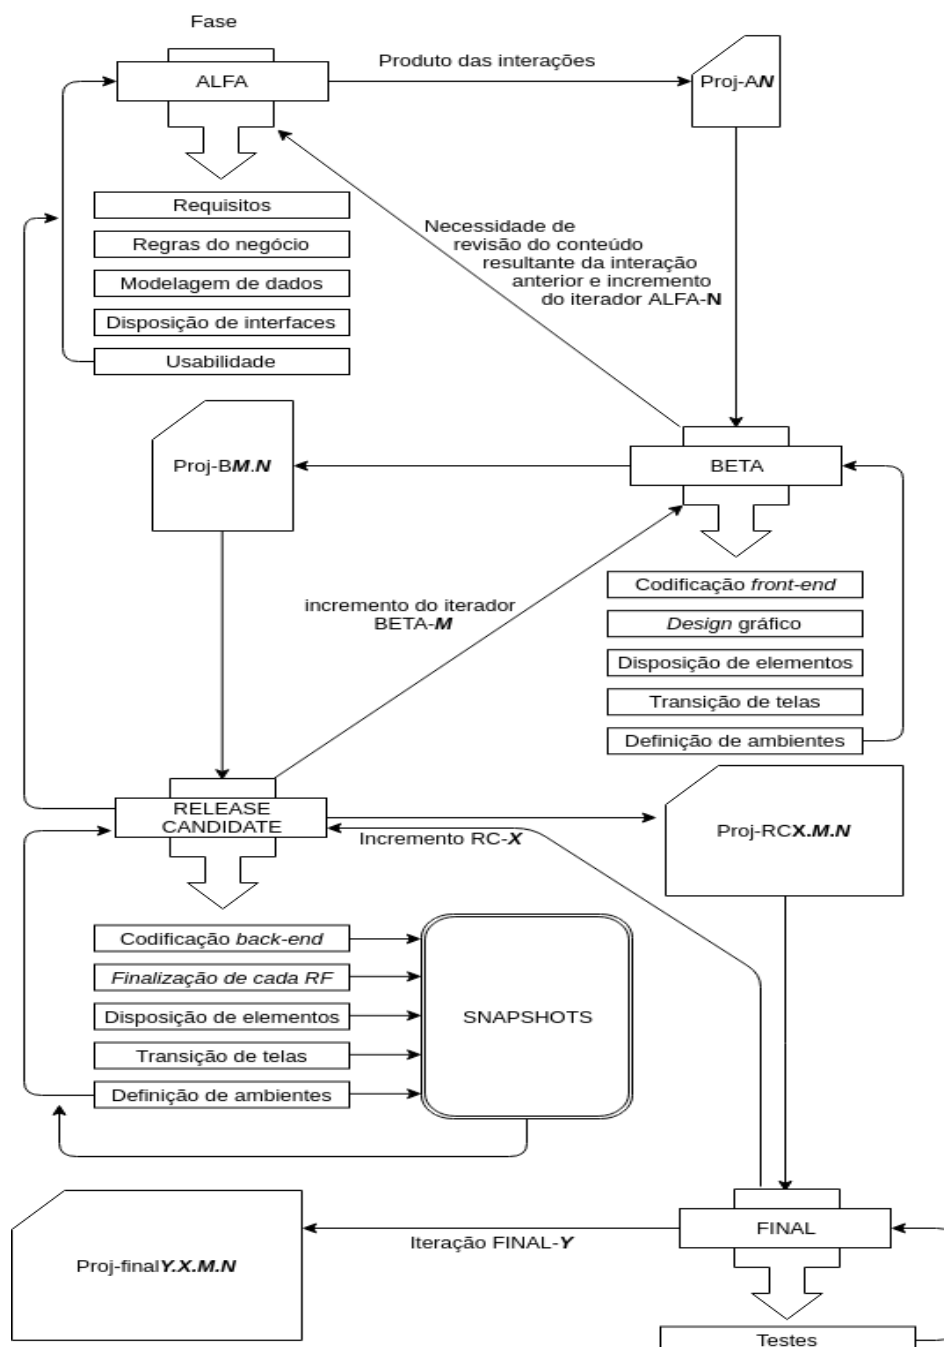 Fase
ALFA
Produto das interações
Proj-AN
Requisitos
Regras do negócio
Modelagem de dados
Disposição de interfaces
Usabilidade
Necessidade de
revisão do conteúdo
resultante da interação
anterior e incremento
do iterador ALFA-N
Proj-BM.N
BETA
Codificação front-end
Design gráfico
Disposição de elementos
Transição de telas
Definição de ambientes
incremento do iterador
BETA-M
RELEASE
CANDIDATE
Incremento RC-X
Proj-RCX.M.N
Codificação back-end
Finalização de cada RF
Disposição de elementos
Transição de telas
Definição de ambientes
SNAPSHOTS
FINAL
Iteração FINAL-Y
Proj-finalY.X.M.N
Testes